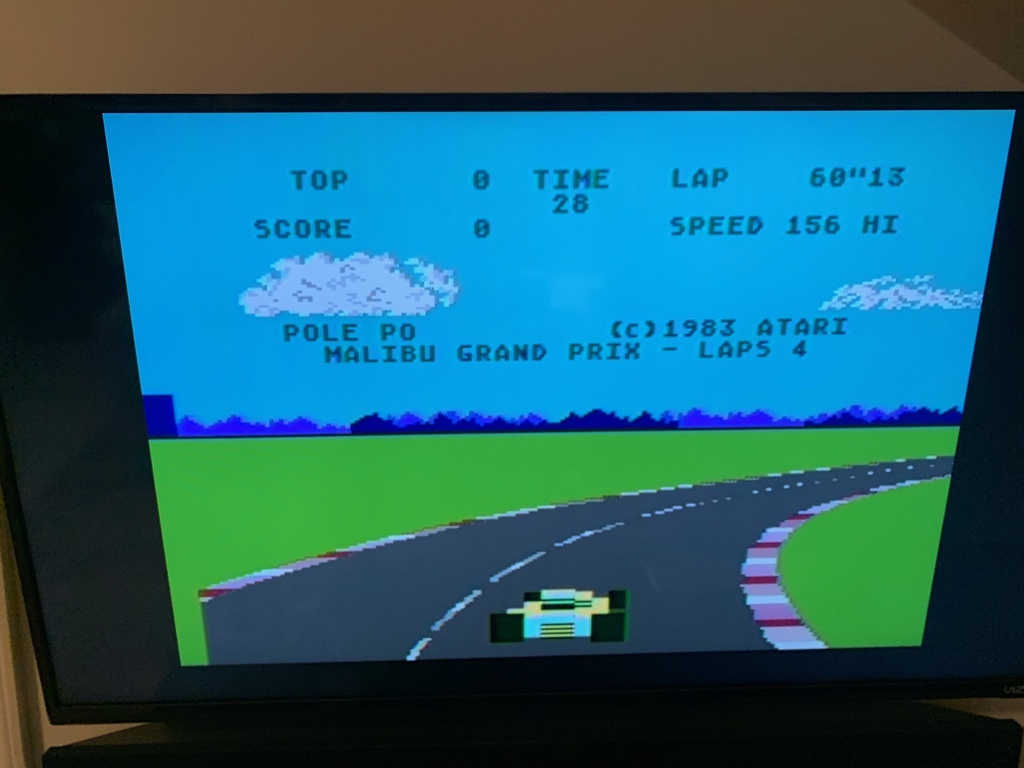 TOP 0 TIME LAP 60"13
28
SCORE 0 SPEED 156 HI
POLE PO (c)1983 ATARI
MALIBU GRAND PRIX - LAPS 4